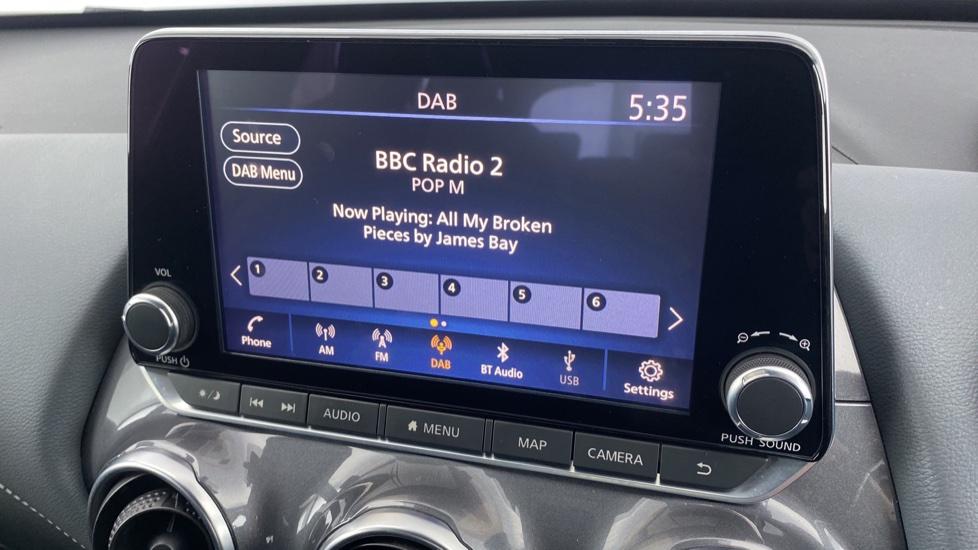 DAB
5:35
Source
DAB Menu
BBC Radio 2
POP M
Now Playing: All My Broken
Pieces by James Bay
1 2 3 4 5 6
Phone
AM
FM
DAB
BT Audio
USB
Settings
VOL
PUSH
PUSH SOUND
AUDIO
MENU
MAP
CAMERA